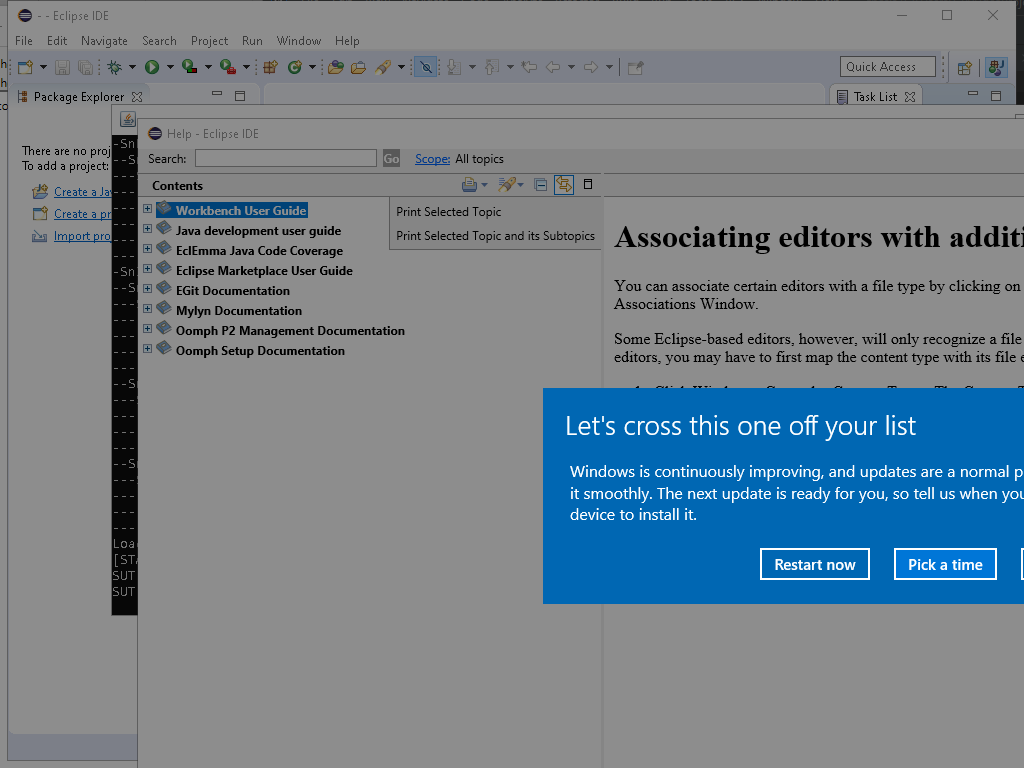 - - Eclipse IDE
File Edit Navigate Search Project Run Window Help
Quick Access
Package Explorer
Task List
There are no proj
To add a project:
Create a Ja
Create a pr
Import pro
Help - Eclipse IDE
Search:
Go
Scope: All topics
Contents
Print Selected Topic
Print Selected Topic and its Subtopics
Workbench User Guide
Java development user guide
EclEmma Java Code Coverage
Eclipse Marketplace User Guide
EGit Documentation
Mylyn Documentation
Oomph P2 Management Documentation
Oomph Setup Documentation
Associating editors with additi
You can associate certain editors with a file type by clicking on
Associations Window.
Some Eclipse-based editors, however, will only recognize a file
editors, you may have to first map the content type with its file e
Let's cross this one off your list
Windows is continuously improving, and updates are a normal p
it smoothly. The next update is ready for you, so tell us when you
device to install it.
Restart now
Pick a time
-Sn
--S
-Sn
--S
--S
Loa
[STA
SUT
SUT